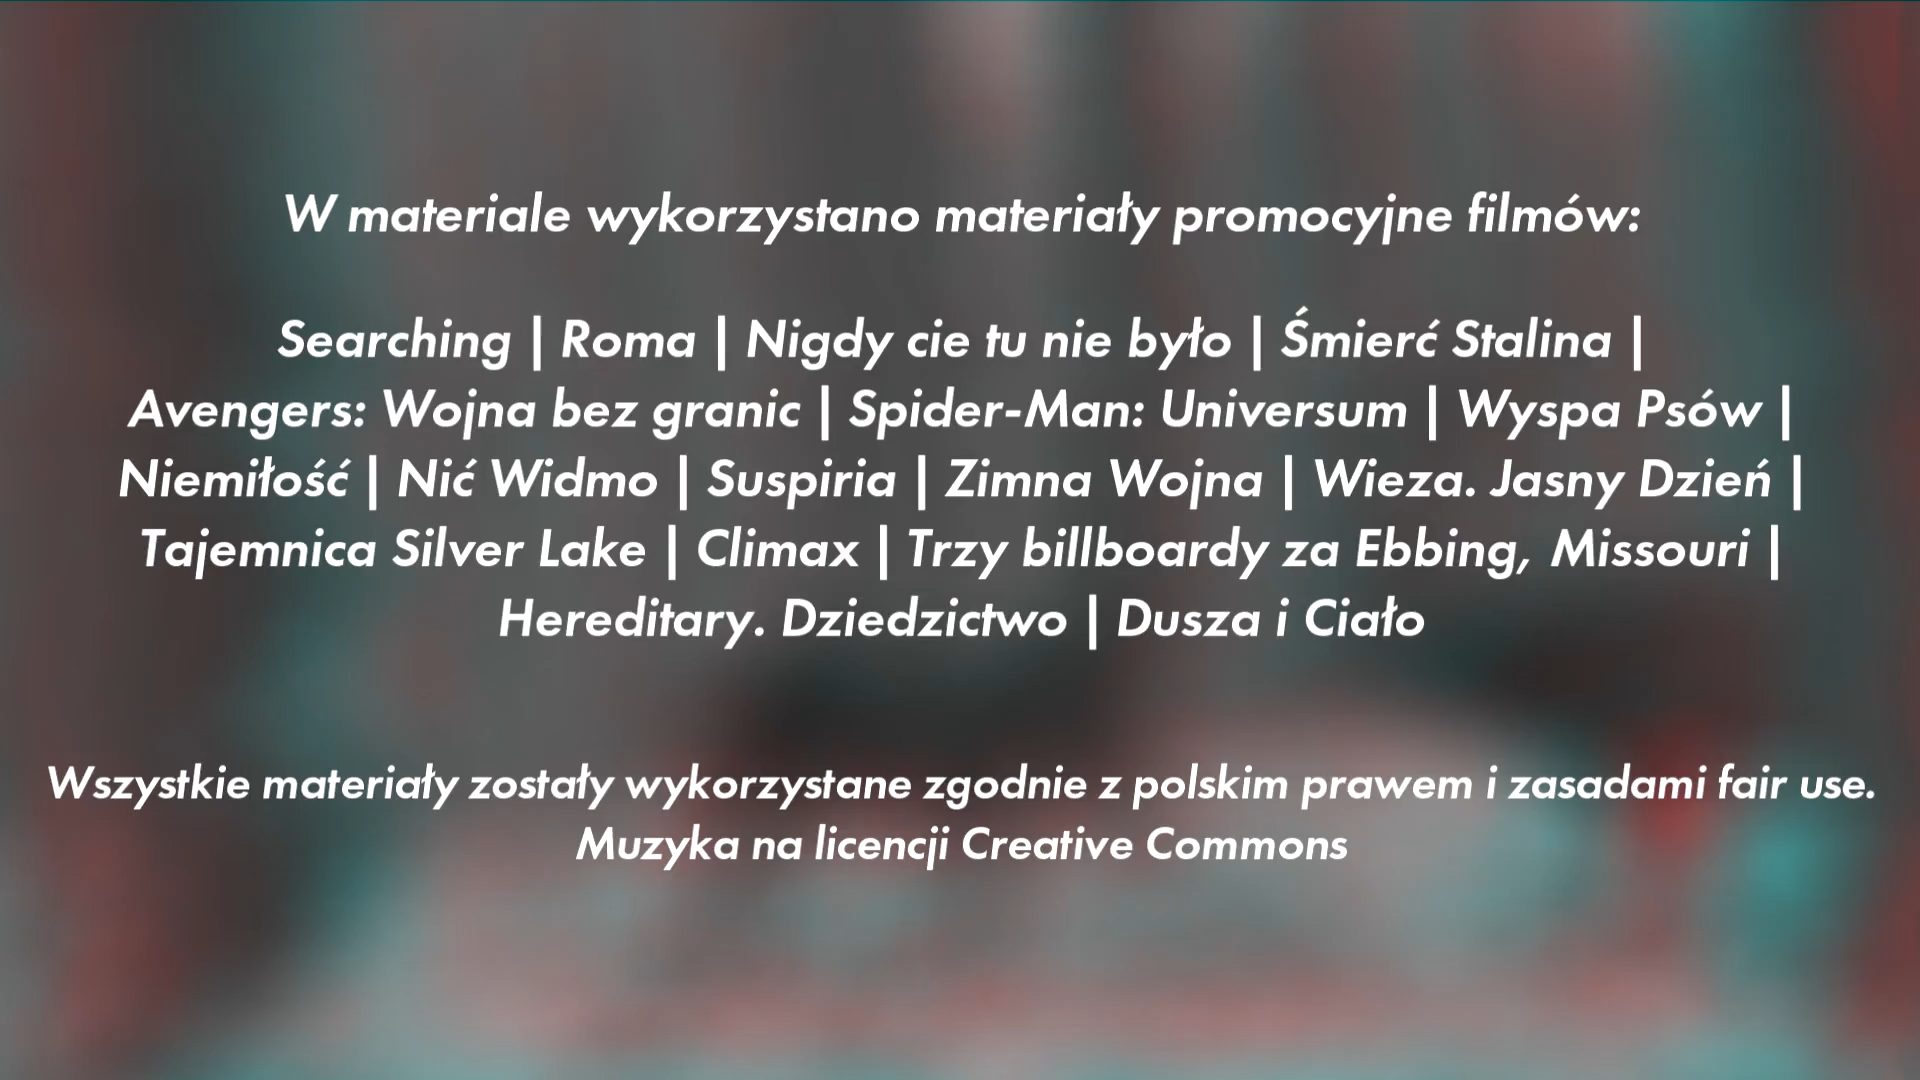 W materiale wykorzystano materiały promocyjne filmów:
Searching | Roma | Nigdy cie tu nie było | Śmierć Stalina |
Avengers: Wojna bez granic | Spider-Man: Universum | Wyspa Psów |
Niemiłość | Nić Widmo | Suspiria | Zimna Wojna | Wieza. Jasny Dzień |
Tajemnica Silver Lake | Climax | Trzy billboardy za Ebbing, Missouri |
Hereditary. Dziedzictwo | Dusza i Ciało
Wszystkie materiały zostały wykorzystane zgodnie z polskim prawem i zasadami fair use.
Muzyka na licencji Creative Commons